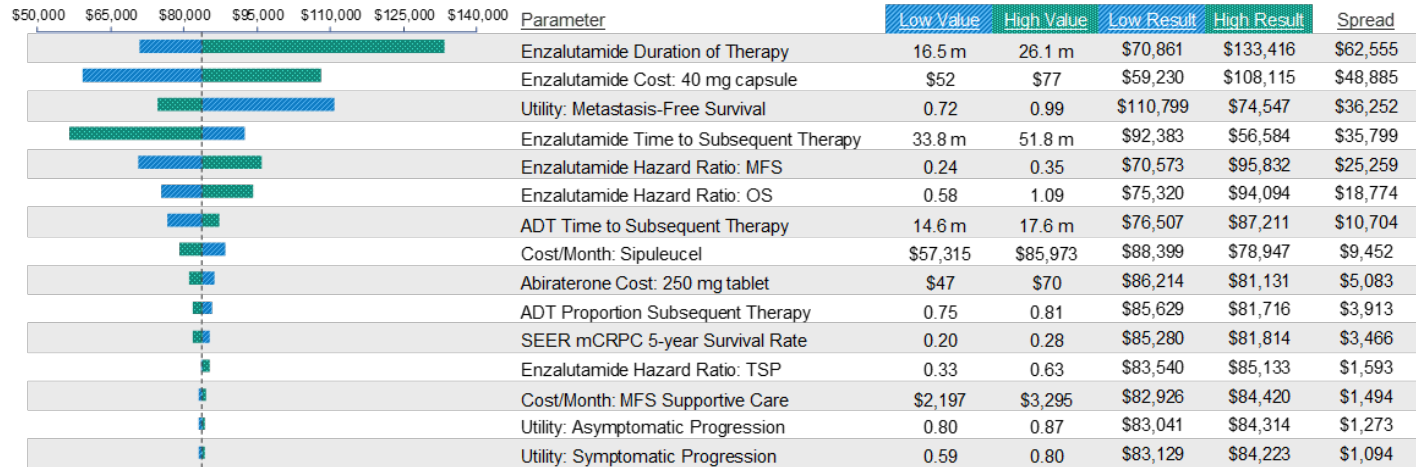 $50,000 $65,000 $80,000 $95,000 $110,000 $125,000 $140,000 Parameter Low Value High Value Low Result High Result Spread
Enzalutamide Duration of Therapy 16.5 m 26.1 m $70,861 $133,416 $62,555
Enzalutamide Cost: 40 mg capsule $52 $77 $59,230 $108,115 $48,885
Utility: Metastasis-Free Survival 0.72 0.99 $110,799 $74,547 $36,252
Enzalutamide Time to Subsequent Therapy 33.8 m 51.8 m $92,383 $56,584 $35,799
Enzalutamide Hazard Ratio: MFS 0.24 0.35 $70,573 $95,832 $25,259
Enzalutamide Hazard Ratio: OS 0.58 1.09 $75,320 $94,094 $18,774
ADT Time to Subsequent Therapy 14.6 m 17.6 m $76,507 $87,211 $10,704
Cost/Month: Sipuleucel $57,315 $85,973 $88,399 $78,947 $9,452
Abiraterone Cost: 250 mg tablet $47 $70 $86,214 $81,131 $5,083
ADT Proportion Subsequent Therapy 0.75 0.81 $85,629 $81,716 $3,913
SEER mCRPC 5-year Survival Rate 0.20 0.28 $85,280 $81,814 $3,466
Enzalutamide Hazard Ratio: TSP 0.33 0.63 $83,540 $85,133 $1,593
Cost/Month: MFS Supportive Care $2,197 $3,295 $82,926 $84,420 $1,494
Utility: Asymptomatic Progression 0.80 0.87 $83,041 $84,314 $1,273
Utility: Symptomatic Progression 0.59 0.80 $83,129 $84,223 $1,094